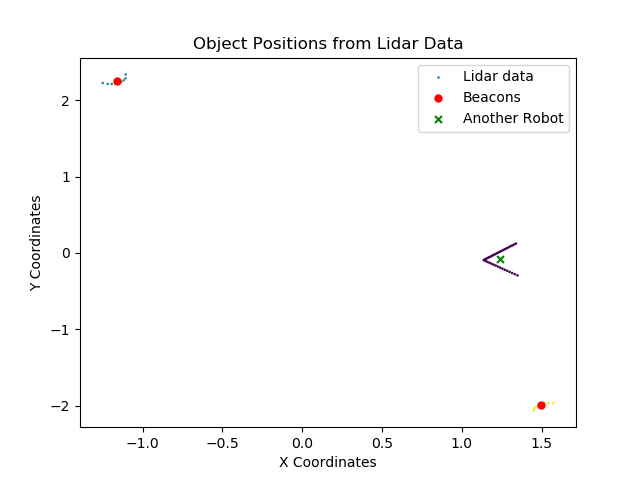 Object Positions from Lidar Data
Lidar data
Beacons
Another Robot
Y Coordinates
2
1
0
−1
−2
−1.0 −0.5 0.0 0.5 1.0 1.5
X Coordinates